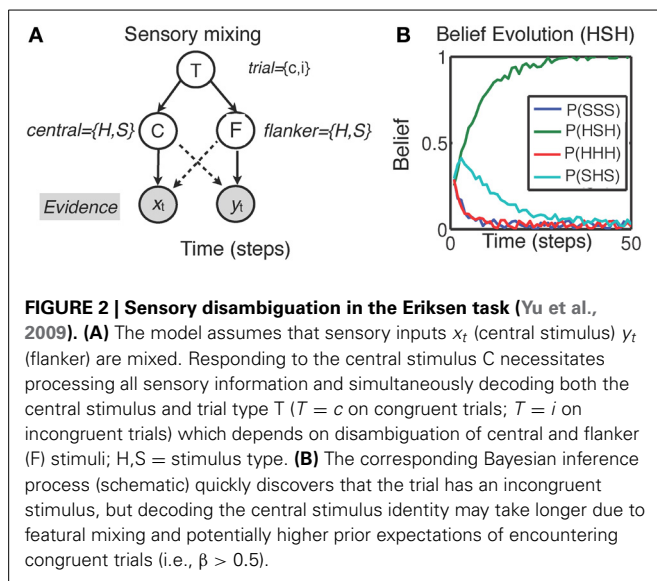 A Sensory mixing
T
trial={c,i}
central={H,S}
C
F
flanker={H,S}
Evidence
xt
yt
Time (steps)
B Belief Evolution (HSH)
1
0.5
0
Belief
P(SSS)
P(HSH)
P(HHH)
P(SHS)
0
Time (steps)
50
FIGURE 2 | Sensory disambiguation in the Eriksen task (Yu et al.,
2009). (A) The model assumes that sensory inputs xt (central stimulus) yt
(flanker) are mixed. Responding to the central stimulus C necessitates
processing all sensory information and simultaneously decoding both the
central stimulus and trial type T (T = c on congruent trials; T = i on
incongruent trials) which depends on disambiguation of central and flanker
(F) stimuli; H,S = stimulus type. (B) The corresponding Bayesian inference
process (schematic) quickly discovers that the trial has an incongruent
stimulus, but decoding the central stimulus identity may take longer due to
featural mixing and potentially higher prior expectations of encountering
congruent trials (i.e., β > 0.5).